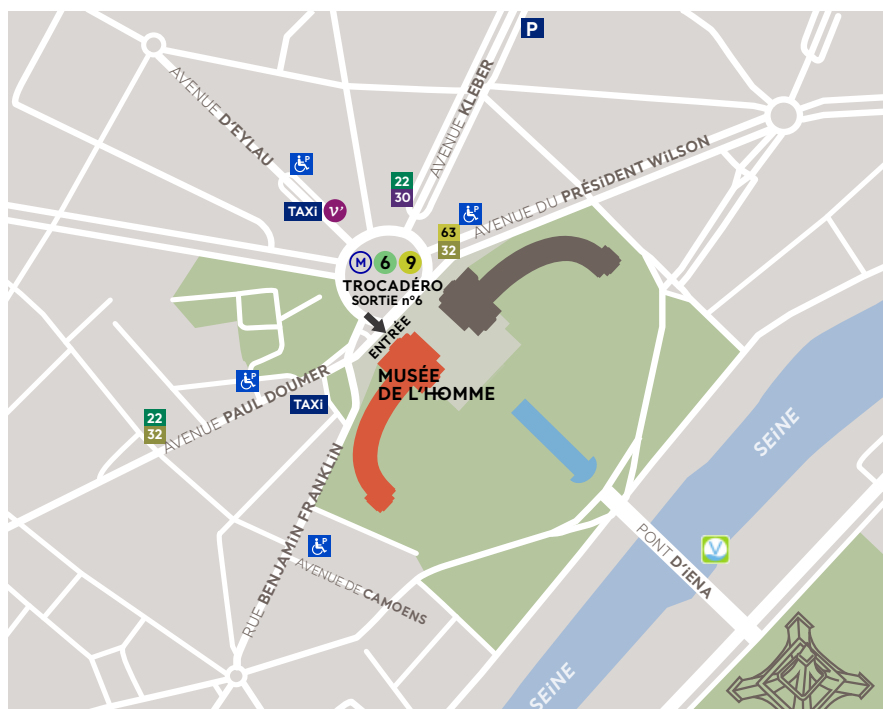 P
AVENUE D'EYLAU
AVENUE KLEBER
AVENUE DU PRÉSiDENT WiLSON
P
22
30
TAXi
P
63
32
M 6 9
TROCADÉRO
SORTiE n°6
ENTRÉE
MUSÉE
DE L'HOMME
P
TAXi
AVENUE PAUL DOUMER
22
32
SEiNE
RUE BENJAMiN FRANKLiN
P
AVENUE DE CAMOENS
PONT D'iENA
V
SEiNE